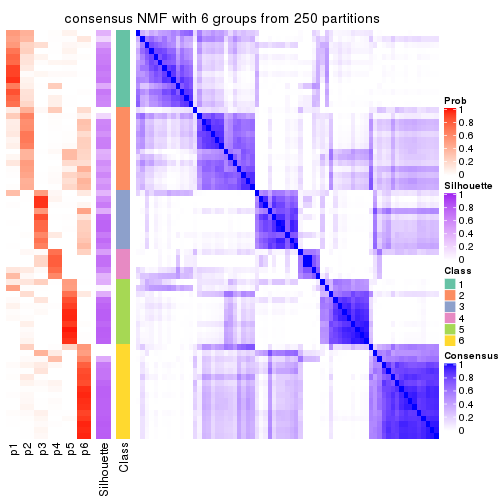 consensus NMF with 6 groups from 250 partitions
Prob
1
0.8
0.6
0.4
0.2
0
Silhouette
1
0.8
0.6
0.4
0.2
0
Class
1
2
3
4
5
6
Consensus
1
0.8
0.6
0.4
0.2
0
p1
p2
p3
p4
p5
p6
Silhouette
Class